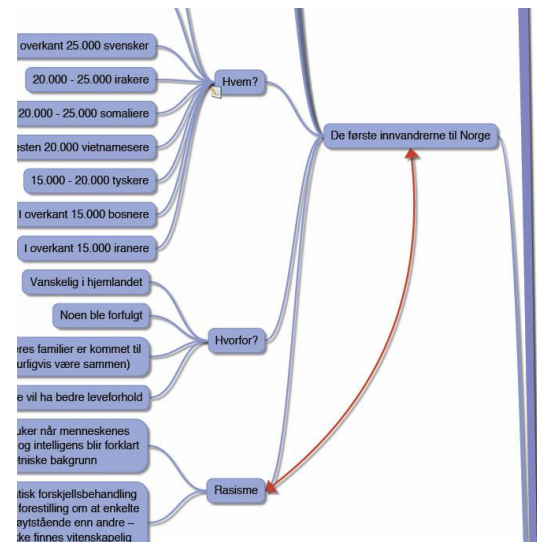 overkant 25.000 svensker
20.000 - 25.000 irakere
20.000 - 25.000 somaliere
esten 20.000 vietnamesere
15.000 - 20.000 tyskere
I overkant 15.000 bosnere
I overkant 15.000 iranere
Hvem?
De første innvandrerne til Norge
Vanskelig i hjemlandet
Noen ble forfulgt
eres familier er kommet til
urligvis være sammen)
e vil ha bedre leveforhold
Hvorfor?
uker når menneskenes
og intelligens blir forklart
etniske bakgrunn
atisk forskjellsbehandling
forestilling om at enkelte
øytstående enn andre –
kke finnes vitenskapelig
Rasisme